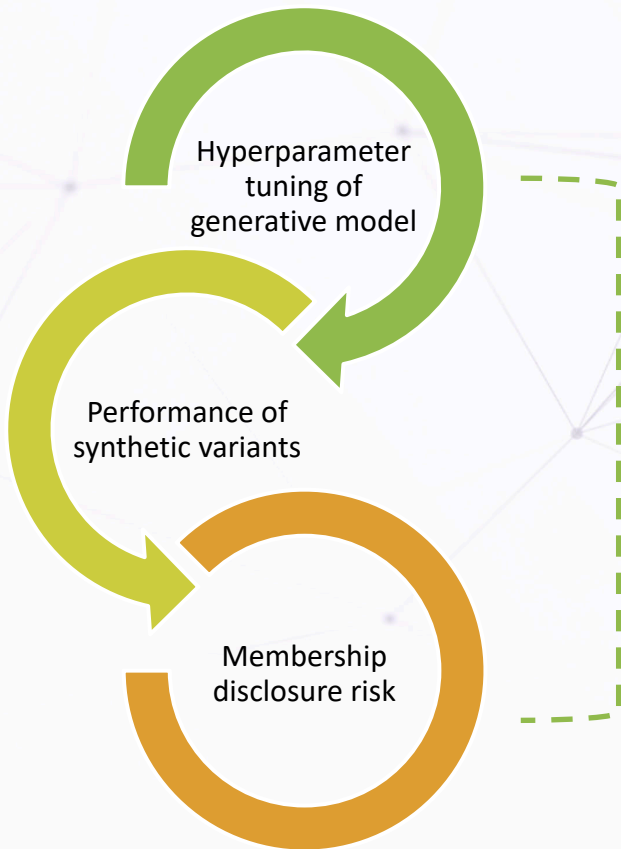 Hyperparameter
tuning of
generative model
Performance of
synthetic variants
Membership
disclosure risk